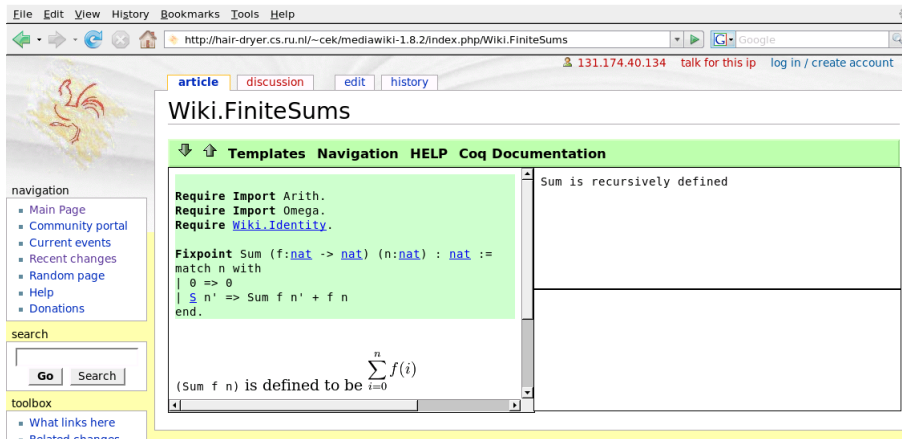 File Edit View History Bookmarks Tools Help
http://hair-dryer.cs.ru.nl/~cek/mediawiki-1.8.2/index.php/Wiki.FiniteSums
G Google
131.174.40.134 talk for this ip log in / create account
article discussion edit history
Wiki.FiniteSums
Templates Navigation HELP Coq Documentation
navigation
Main Page
Community portal
Current events
Recent changes
Random page
Help
Donations
search
Go Search
toolbox
What links here
Related changes
Require Import Arith.
Require Import Omega.
Require Wiki.Identity.
Fixpoint Sum (f:nat -> nat) (n:nat) : nat :=
match n with
| 0 => 0
| S n' => Sum f n' + f n
end.
(Sum f n) is defined to be ∑_{i=0}^{n} f(i)
Sum is recursively defined